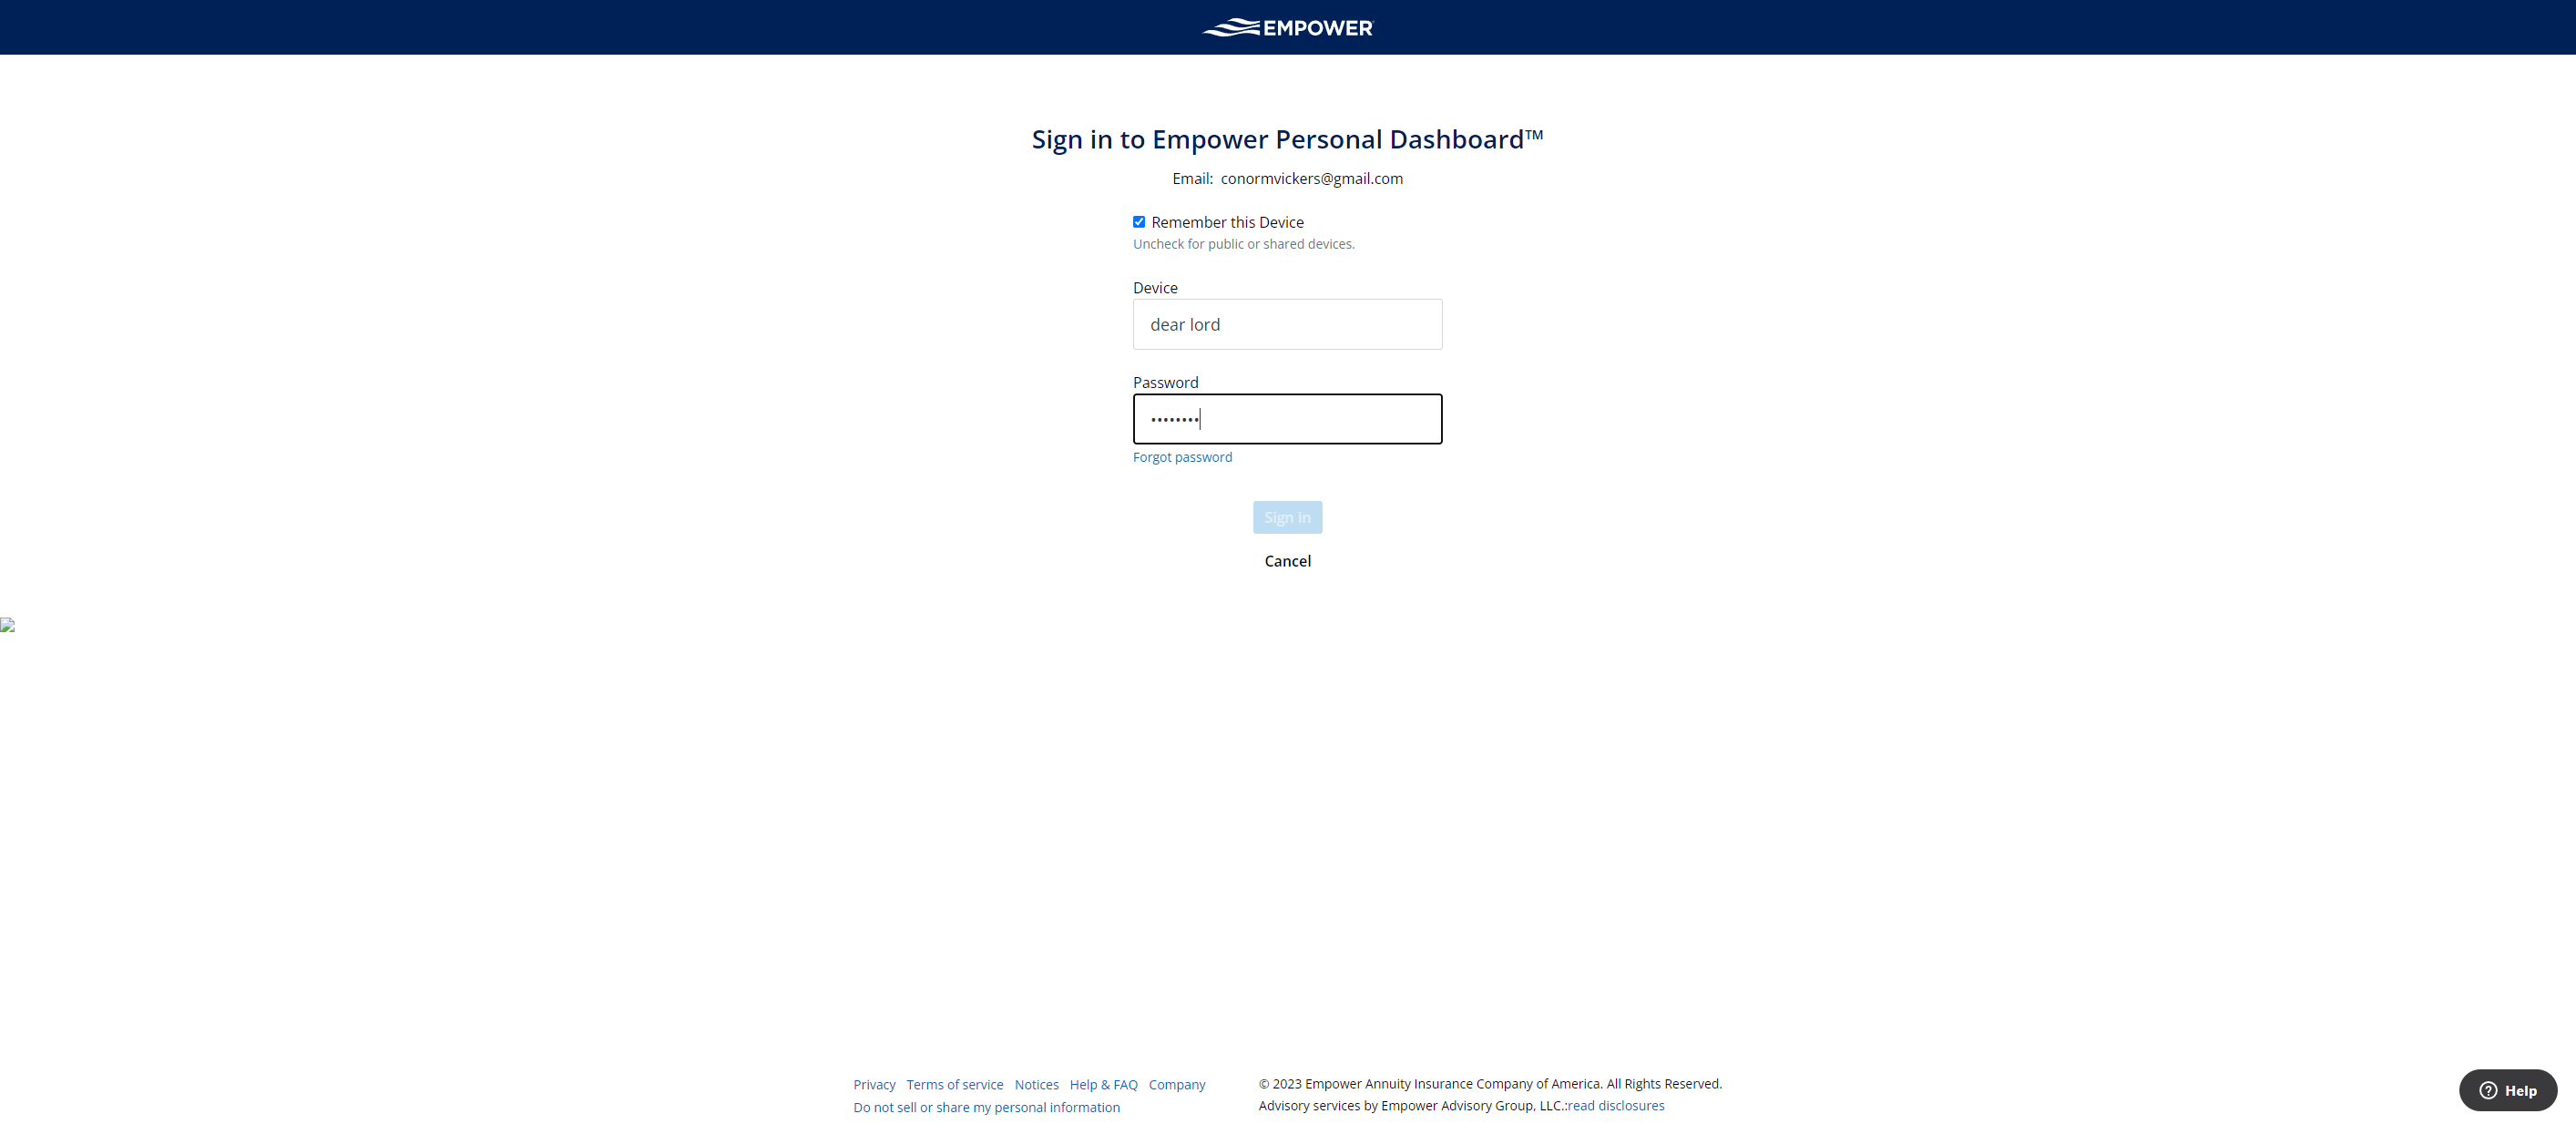 EMPOWER
Sign in to Empower Personal Dashboard™
Email: conormvickers@gmail.com
Remember this Device
Uncheck for public or shared devices.
Device
dear lord
Password
••••••••
Forgot password
Sign in
Cancel
Privacy Terms of service Notices Help & FAQ Company
Do not sell or share my personal information
© 2023 Empower Annuity Insurance Company of America. All Rights Reserved.
Advisory services by Empower Advisory Group, LLC.:read disclosures
Help